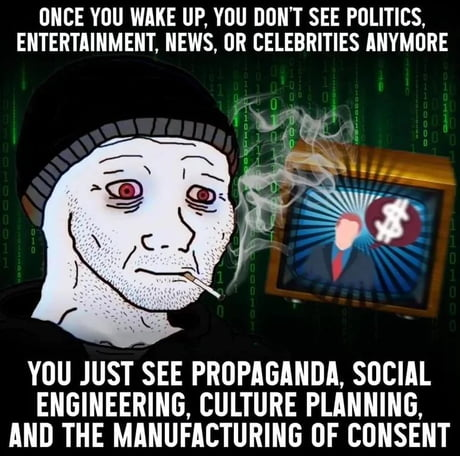 ONCE YOU WAKE UP, YOU DON'T SEE POLITICS,
ENTERTAINMENT, NEWS, OR CELEBRITIES ANYMORE
$
YOU JUST SEE PROPAGANDA, SOCIAL
ENGINEERING, CULTURE PLANNING,
AND THE MANUFACTURING OF CONSENT